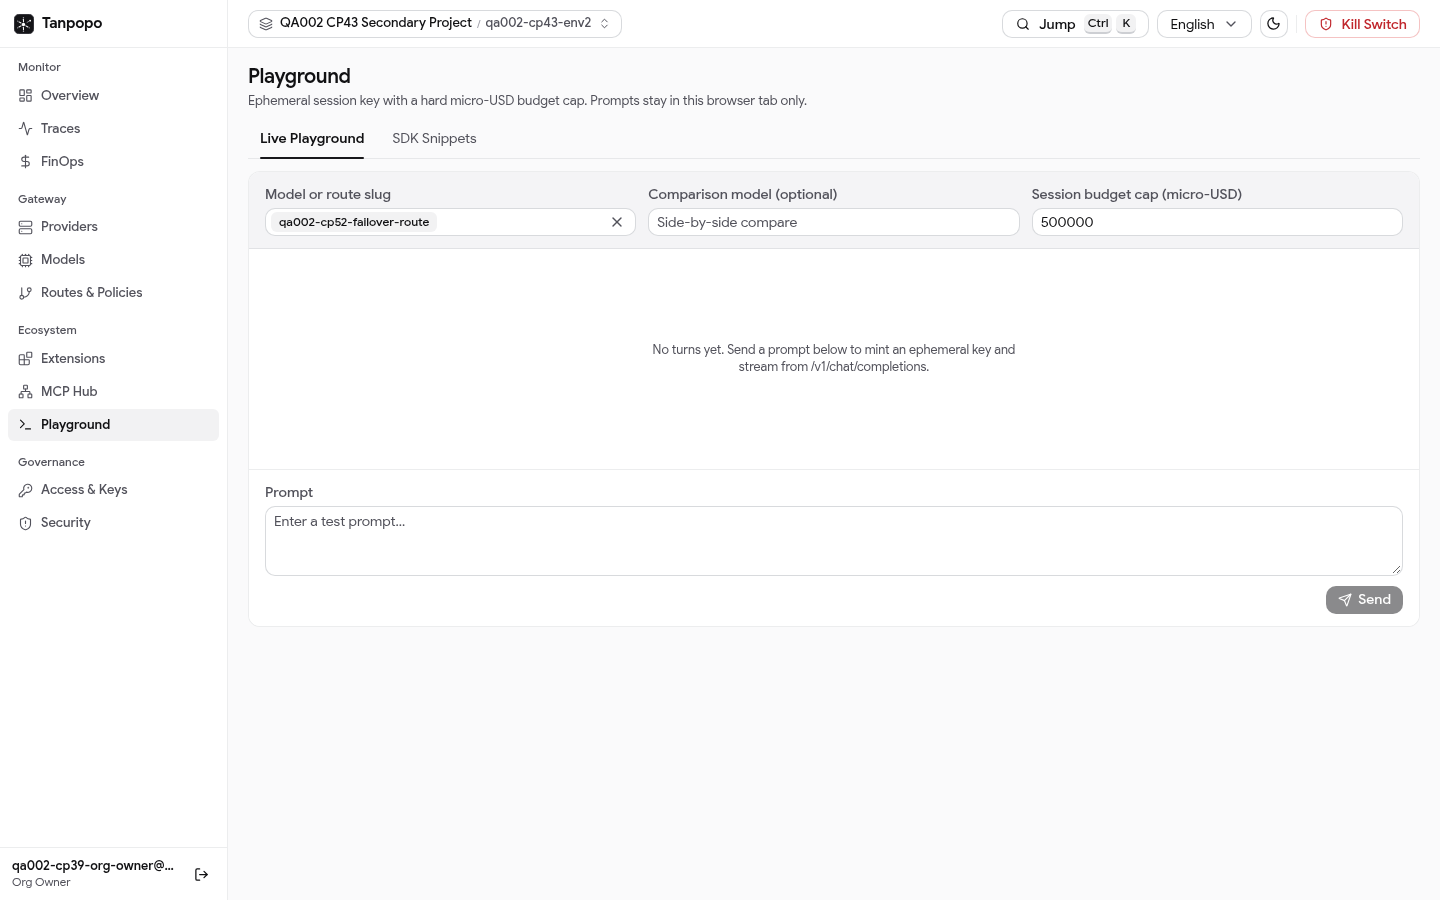 Tanpopo
QA002 CP43 Secondary Project / qa002-cp43-env2
Jump Ctrl K
English
Kill Switch
Monitor
Overview
Traces
FinOps
Gateway
Providers
Models
Routes & Policies
Ecosystem
Extensions
MCP Hub
Playground
Governance
Access & Keys
Security
qa002-cp39-org-owner@...
Org Owner
Playground
Ephemeral session key with a hard micro-USD budget cap. Prompts stay in this browser tab only.
Live Playground SDK Snippets
Model or route slug
qa002-cp52-failover-route
Comparison model (optional)
Side-by-side compare
Session budget cap (micro-USD)
500000
No turns yet. Send a prompt below to mint an ephemeral key and
stream from /v1/chat/completions.
Prompt
Enter a test prompt...
Send